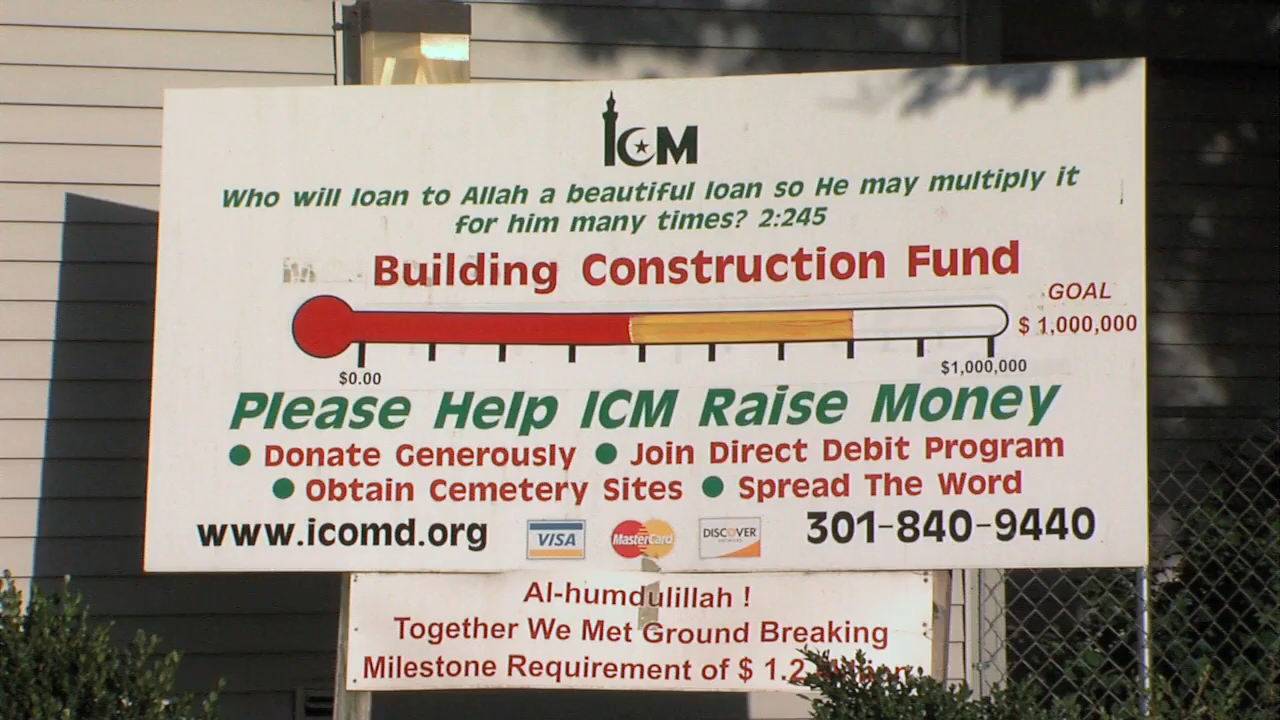 ICM
Who will loan to Allah a beautiful loan so He may multiply it
for him many times? 2:245
Building Construction Fund
GOAL
$ 1,000,000
$0.00
$1,000,000
Please Help ICM Raise Money
Donate Generously Join Direct Debit Program
Obtain Cemetery Sites Spread The Word
www.icomd.org VISA MasterCard DISCOVER 301-840-9440
Al-humdulillah !
Together We Met Ground Breaking
Milestone Requirement of $ 1.2